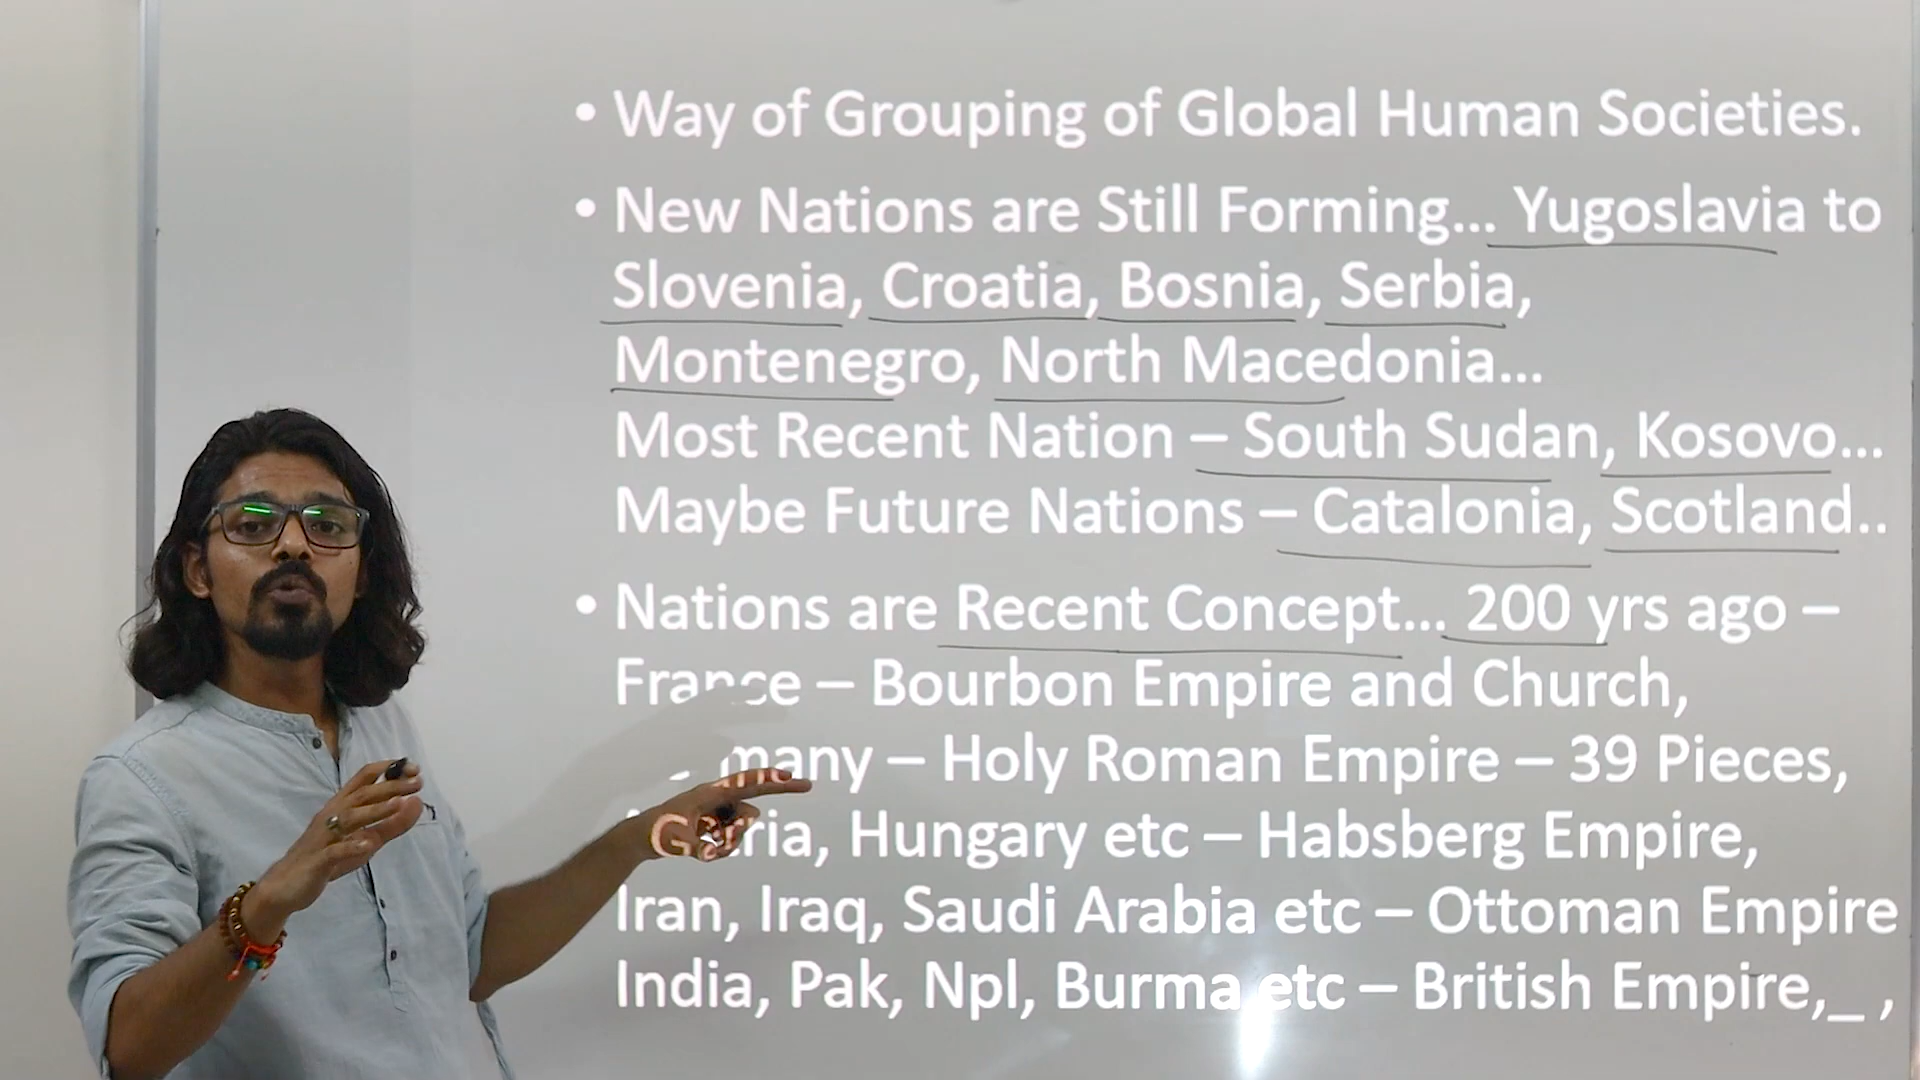 • Way of Grouping of Global Human Societies.
• New Nations are Still Forming... Yugoslavia to
Slovenia, Croatia, Bosnia, Serbia,
Montenegro, North Macedonia...
Most Recent Nation – South Sudan, Kosovo...
Maybe Future Nations – Catalonia, Scotland..
• Nations are Recent Concept... 200 yrs ago –
France – Bourbon Empire and Church,
Germany – Holy Roman Empire – 39 Pieces,
Hungary etc – Habsberg Empire,
Iran, Iraq, Saudi Arabia etc – Ottoman Empire
India, Pak, Npl, Burma etc – British Empire,_ ,